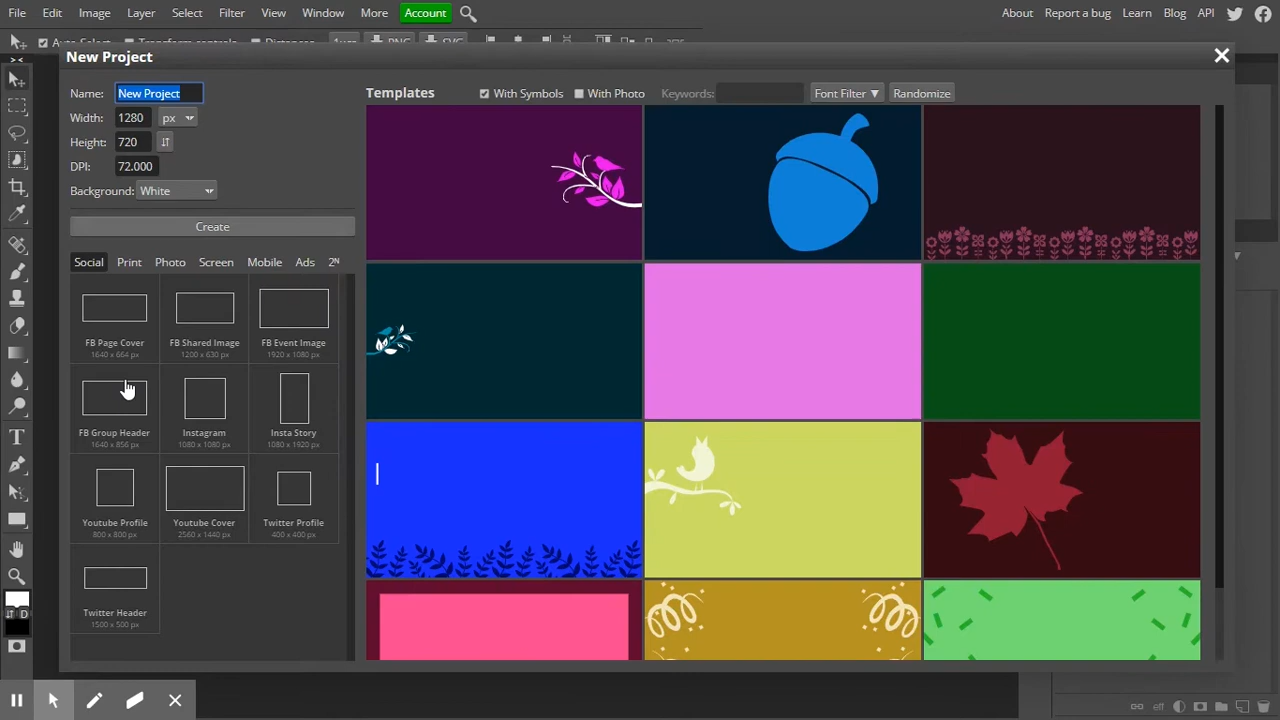 File Edit Image Layer Select Filter View Window More Account About Report a bug Learn Blog API
New Project
Name: New Project
Templates With Symbols With Photo Keywords: Font Filter ▼ Randomize
Width: 1280 px
Height: 720
DPI: 72.000
Background: White
Create
Social Print Photo Screen Mobile Ads 2ᴺ
FB Page Cover FB Shared Image FB Event Image
1640 x 664 px 1200 x 630 px 1920 x 1080 px
FB Group Header Instagram Insta Story
1640 x 856 px 1080 x 1080 px 1080 x 1920 px
Youtube Profile Youtube Cover Twitter Profile
800 x 800 px 2560 x 1440 px 400 x 400 px
Twitter Header
1500 x 500 px
D
eff